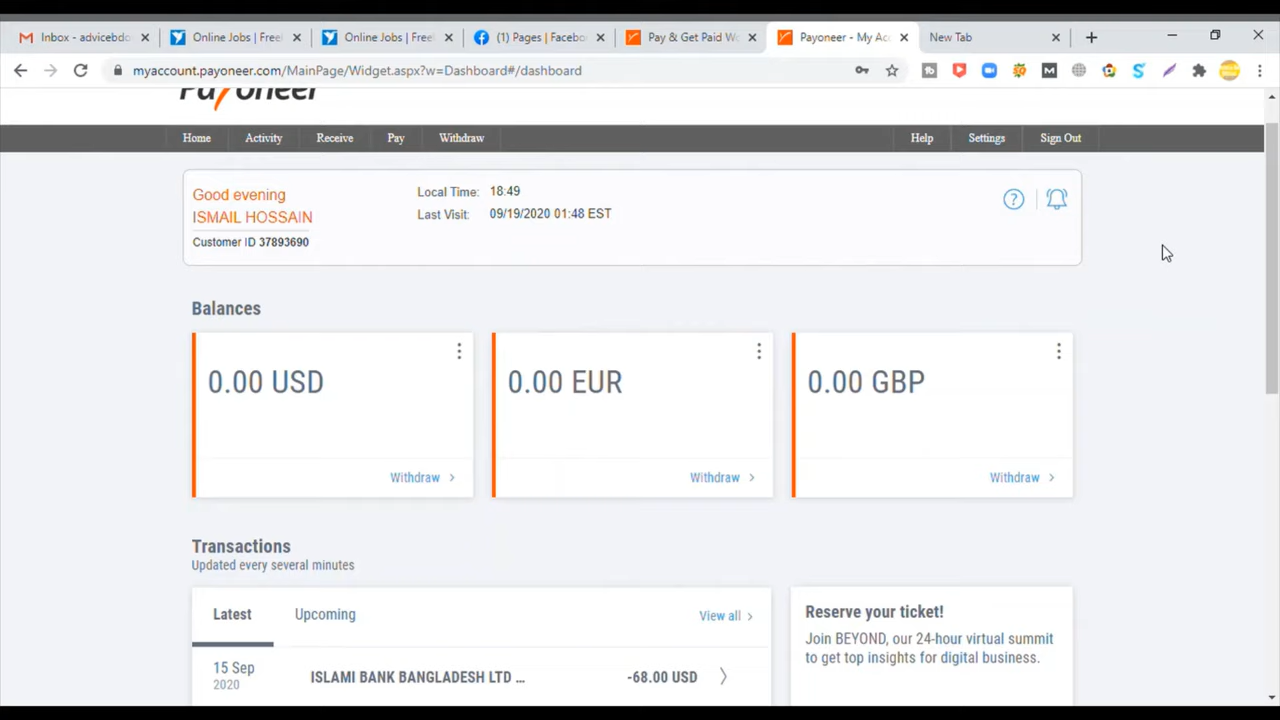 Inbox - advicebdo
Online Jobs | Free
Online Jobs | Freel
(1) Pages | Facebo
Pay & Get Paid Wo
Payoneer - My Acc
New Tab
myaccount.payoneer.com/MainPage/Widget.aspx?w=Dashboard#/dashboard
Payoneer
Home Activity Receive Pay Withdraw Help Settings Sign Out
Good evening
ISMAIL HOSSAIN
Customer ID 37893690
Local Time: 18:49
Last Visit: 09/19/2020 01:48 EST
Balances
0.00 USD
0.00 EUR
0.00 GBP
Withdraw >
Withdraw >
Withdraw >
Transactions
Updated every several minutes
Latest Upcoming View all >
15 Sep
2020
ISLAMI BANK BANGLADESH LTD ...
-68.00 USD
Reserve your ticket!
Join BEYOND, our 24-hour virtual summit
to get top insights for digital business.